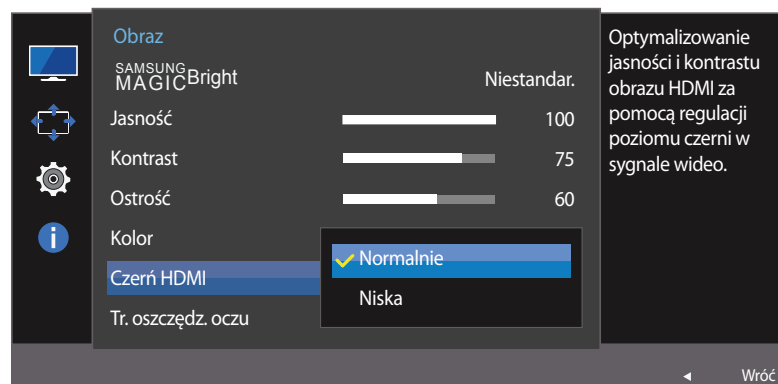 Obraz
SAMSUNG
MAGICBright Niestandar.
Jasność 100
Kontrast 75
Ostrość 60
Kolor
Czerń HDMI
Tr. oszczędz. oczu
Normalnie
Niska
Optymalizowanie
jasności i kontrastu
obrazu HDMI za
pomocą regulacji
poziomu czerni w
sygnale wideo.
Wróć